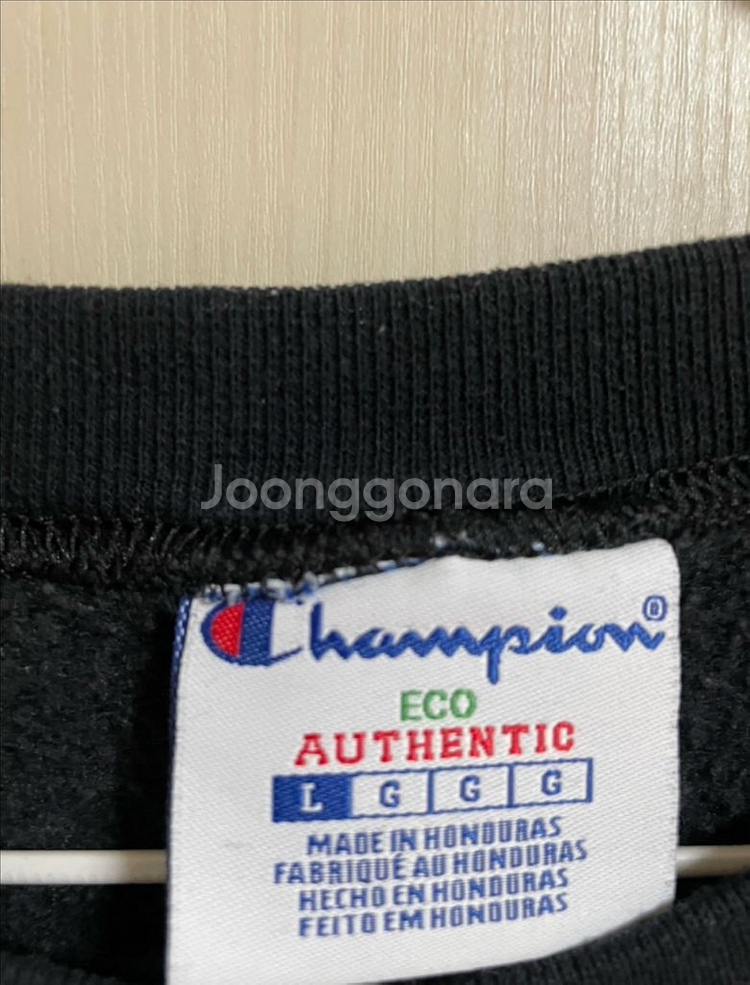 Joonggonara
Champion®
ECO
AUTHENTIC
L G G G
MADE IN HONDURAS
FABRIQUÉ AU HONDURAS
HECHO EN HONDURAS
FEITO EM HONDURAS